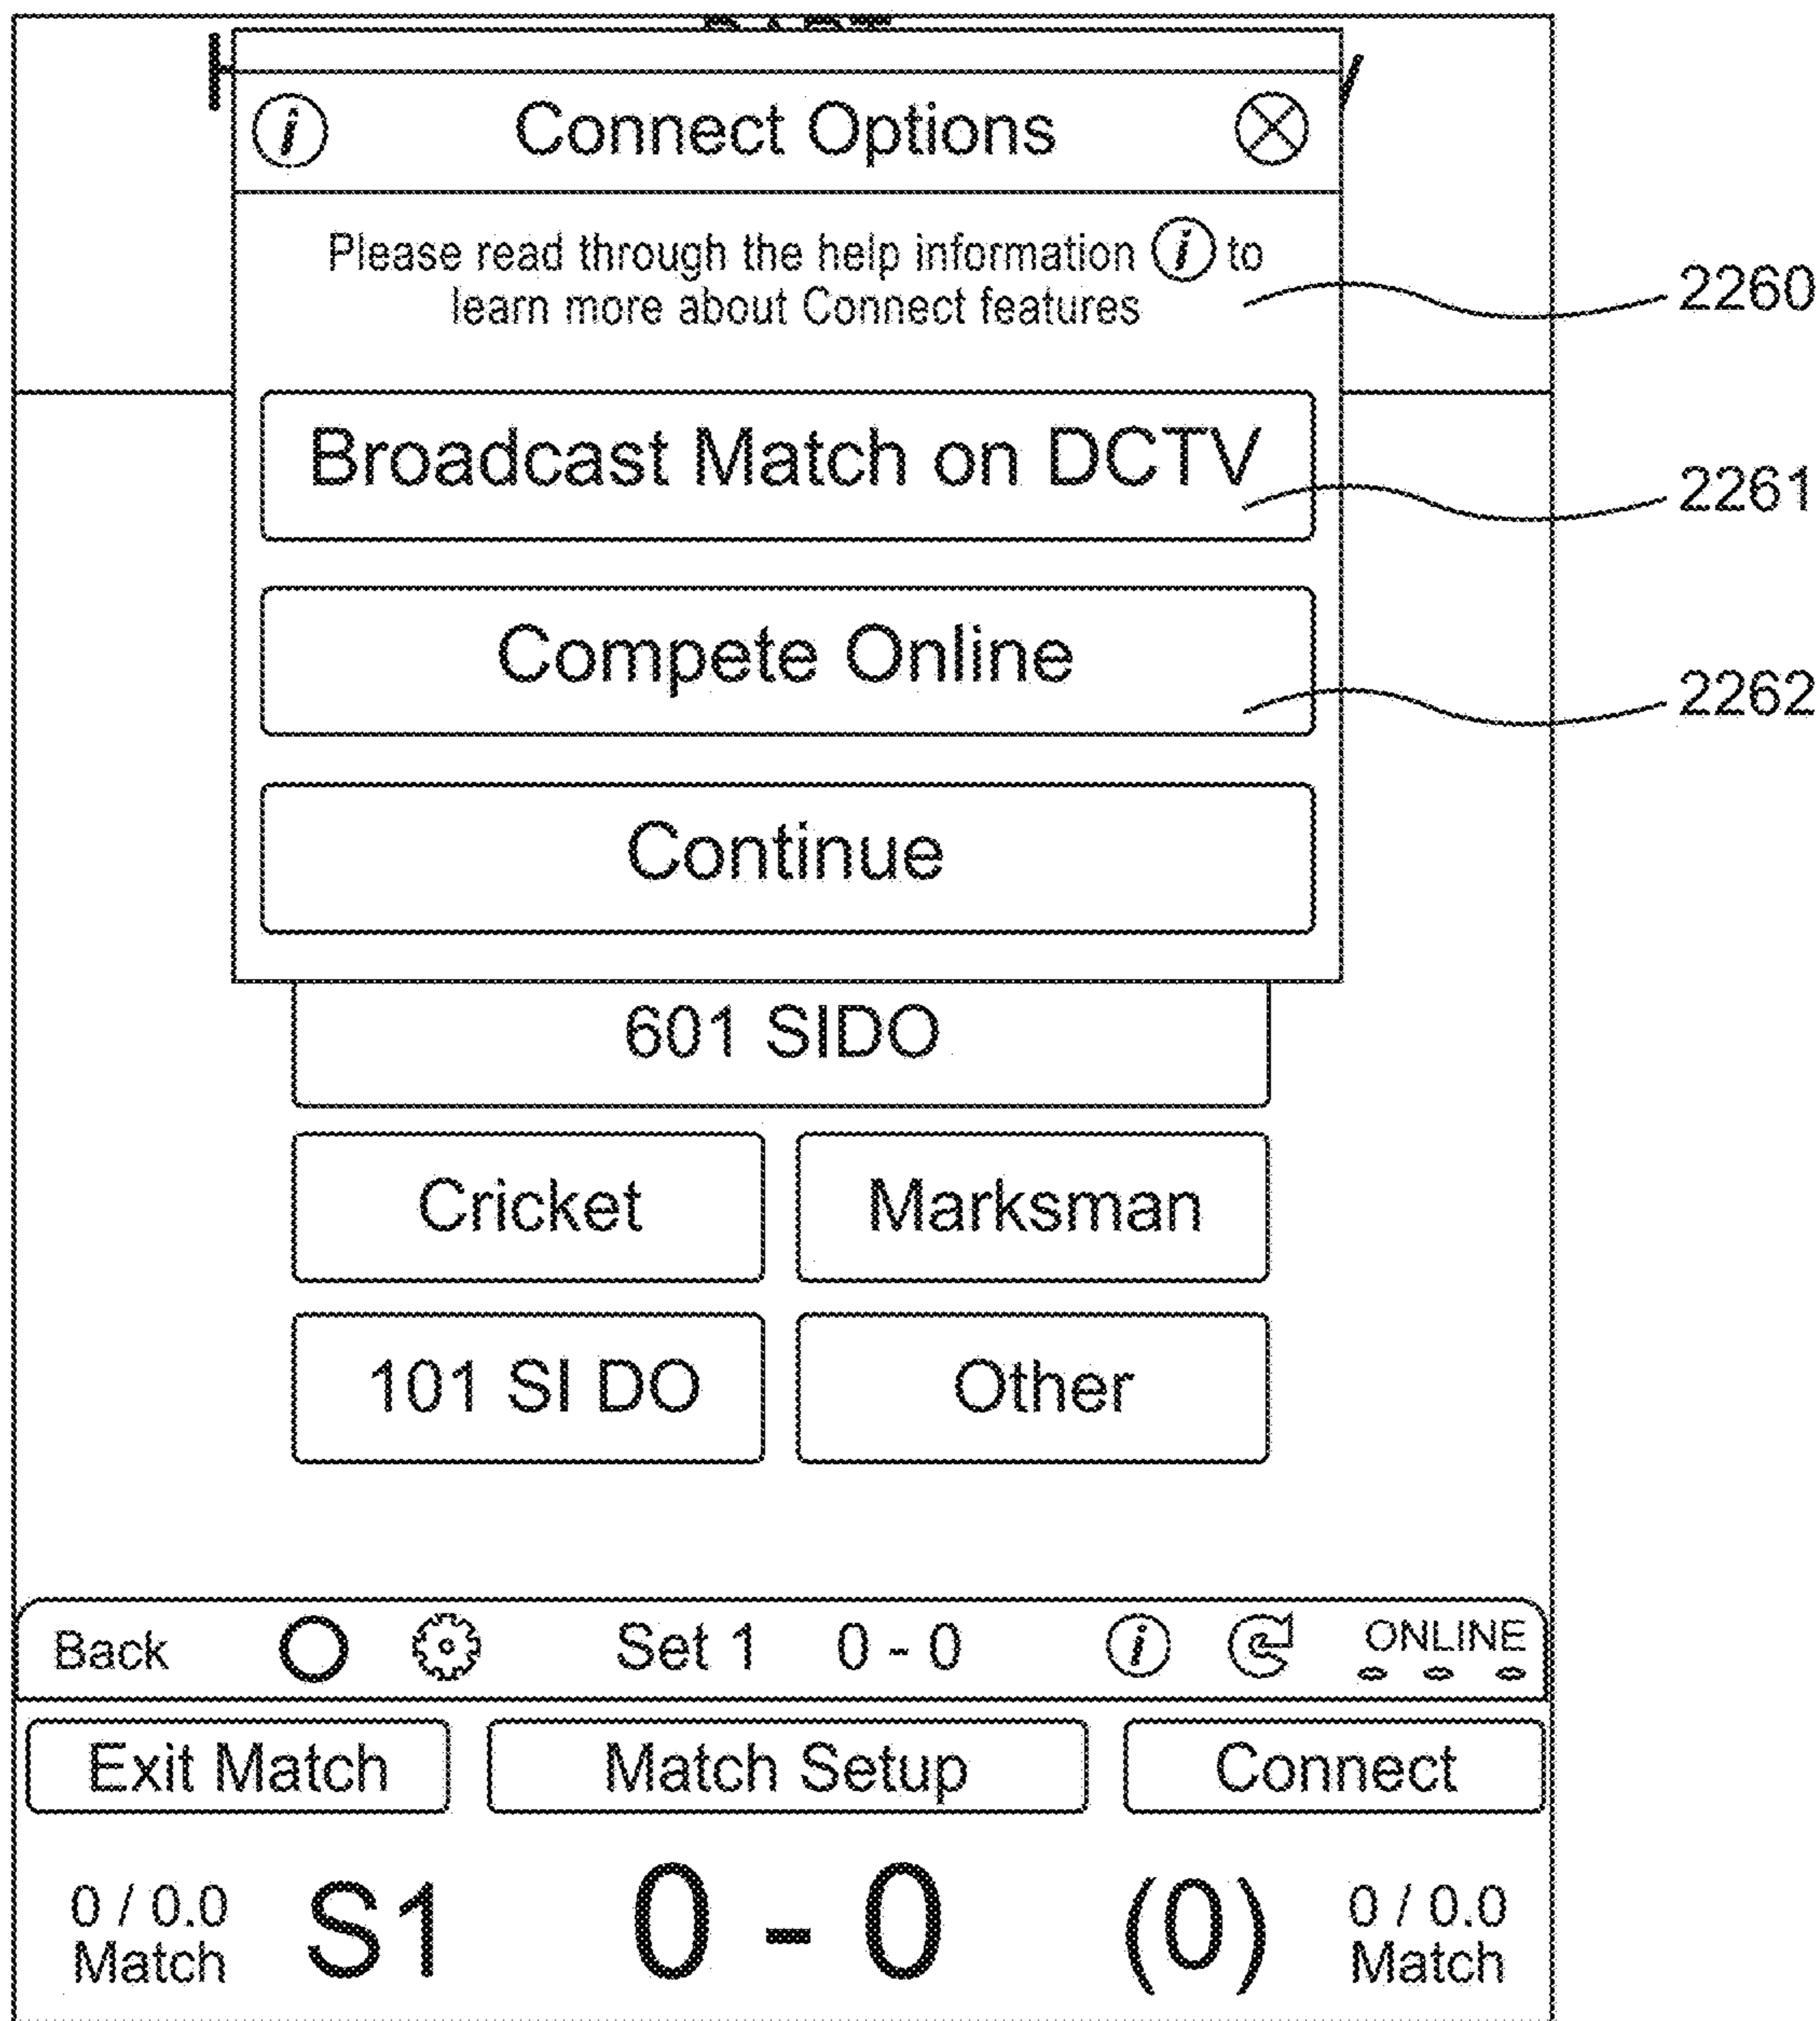 Connect Options
Please read through the help information i to
learn more about Connect features
2260
Broadcast Match on DCTV
2261
Compete Online
2262
Continue
601 SIDO
Cricket Marksman
101 SI DO Other
Back Set 1 0 - 0 i ONLINE
Exit Match Match Setup Connect
0 / 0.0 S1 0 - 0 (0) 0 / 0.0
Match Match